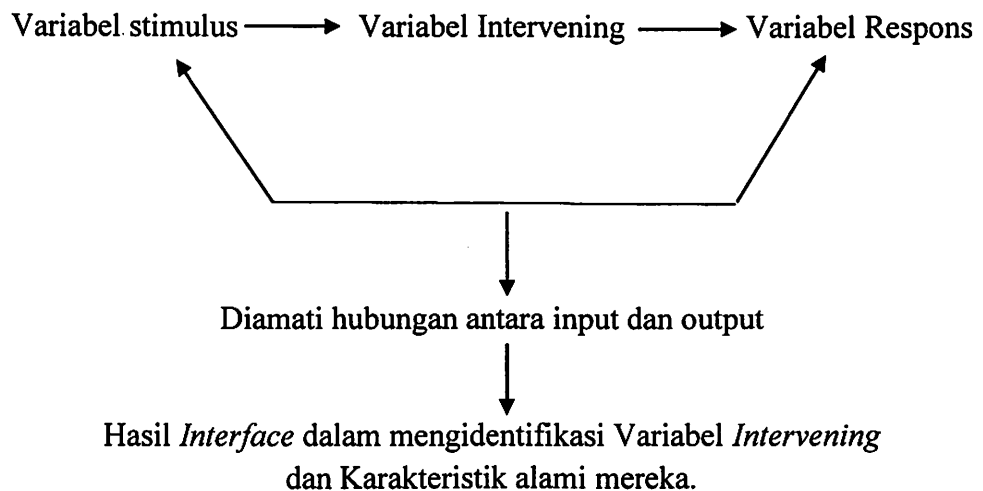 Variabel stimulus Variabel Intervening Variabel Respons
Diamati hubungan antara input dan output
Hasil Interface dalam mengidentifikasi Variabel Intervening
dan Karakteristik alami mereka.